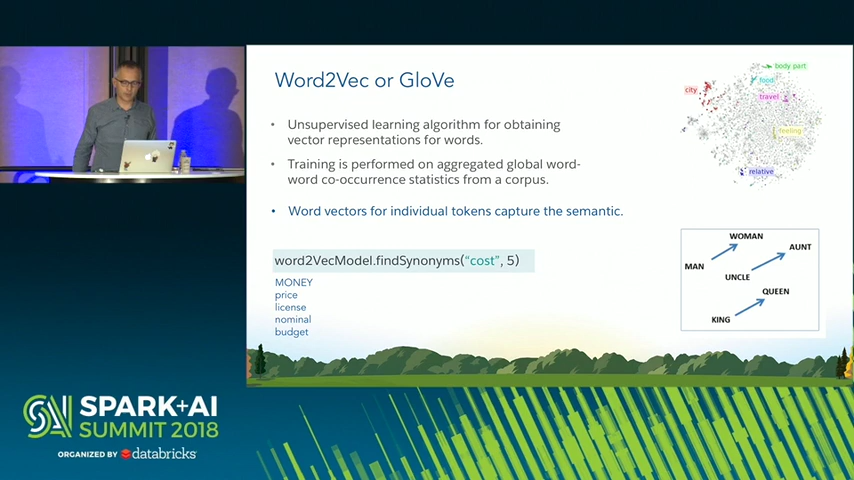 Word2Vec or GloVe
• Unsupervised learning algorithm for obtaining
vector representations for words.
• Training is performed on aggregated global word-
word co-occurrence statistics from a corpus.
• Word vectors for individual tokens capture the semantic.
word2VecModel.findSynonyms(“cost”, 5)
MONEY
price
license
nominal
budget
body part
food
city
travel
feeling
relative
WOMAN
AUNT
MAN
UNCLE
QUEEN
KING
SPARK+AI
SUMMIT 2018
ORGANIZED BY databricks